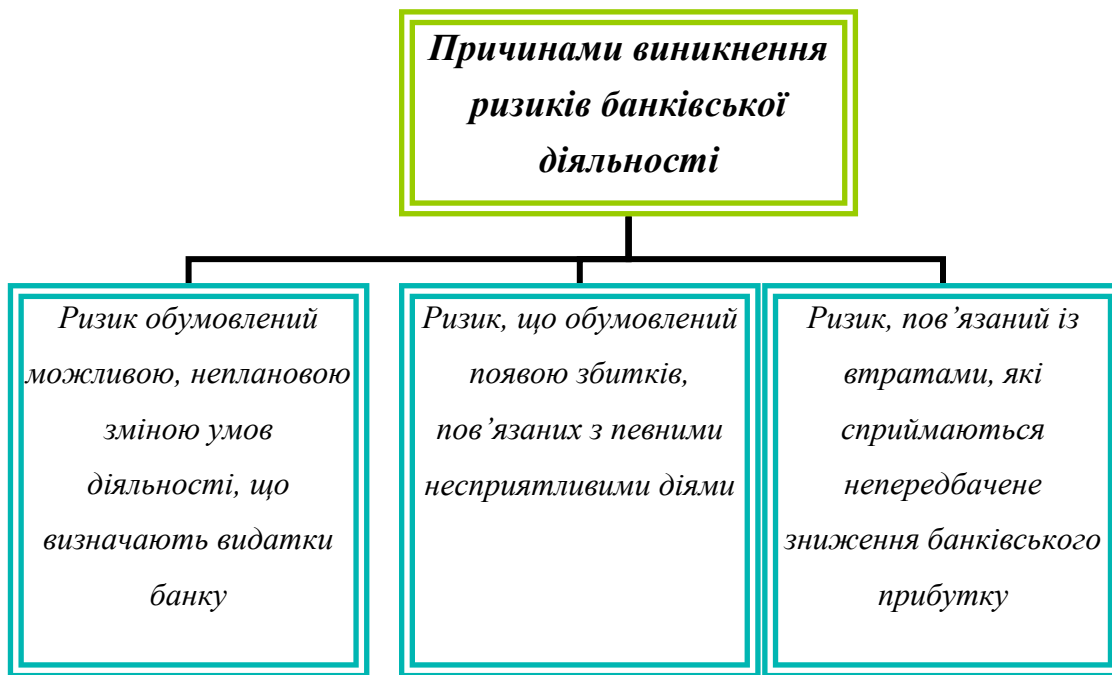 Причинами виникнення
ризиків банківської
діяльності
Ризик обумовлений
можливою, неплановою
зміною умов
діяльності, що
визначають видатки
банку
Ризик, що обумовлений
появою збитків,
пов’язаних з певними
несприятливими діями
Ризик, пов’язаний із
втратами, які
сприймаються
непередбачене
зниження банківського
прибутку